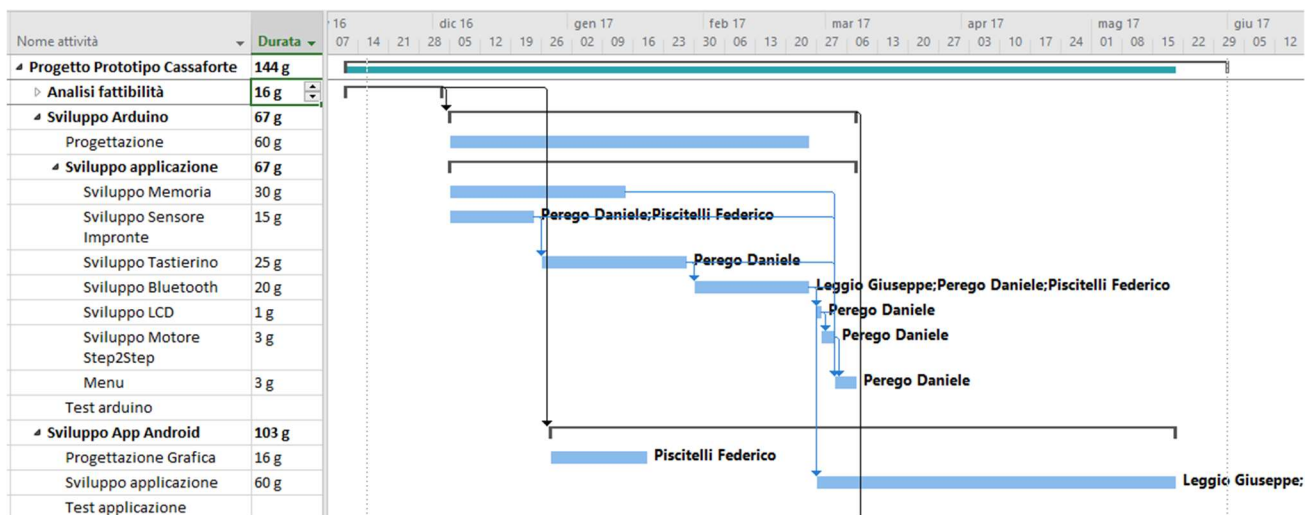 16 dic 16 gen 17 feb 17 mar 17 apr 17 mag 17 giu 17
Nome attività Durata 07 14 21 28 05 12 19 26 02 09 16 23 30 06 13 20 27 06 13 20 27 03 10 17 24 01 08 15 22 29 05 12
Progetto Prototipo Cassaforte 144 g
Analisi fattibilità 16 g
Sviluppo Arduino 67 g
Progettazione 60 g
Sviluppo applicazione 67 g
Sviluppo Memoria 30 g
Sviluppo Sensore 15 g Perego Daniele;Piscitelli Federico
Impronte
Sviluppo Tastierino 25 g Perego Daniele
Sviluppo Bluetooth 20 g Leggio Giuseppe;Perego Daniele;Piscitelli Federico
Sviluppo LCD 1 g Perego Daniele
Sviluppo Motore 3 g Perego Daniele
Step2Step
Menu 3 g Perego Daniele
Test arduino
Sviluppo App Android 103 g
Progettazione Grafica 16 g Piscitelli Federico
Sviluppo applicazione 60 g Leggio Giuseppe;
Test applicazione